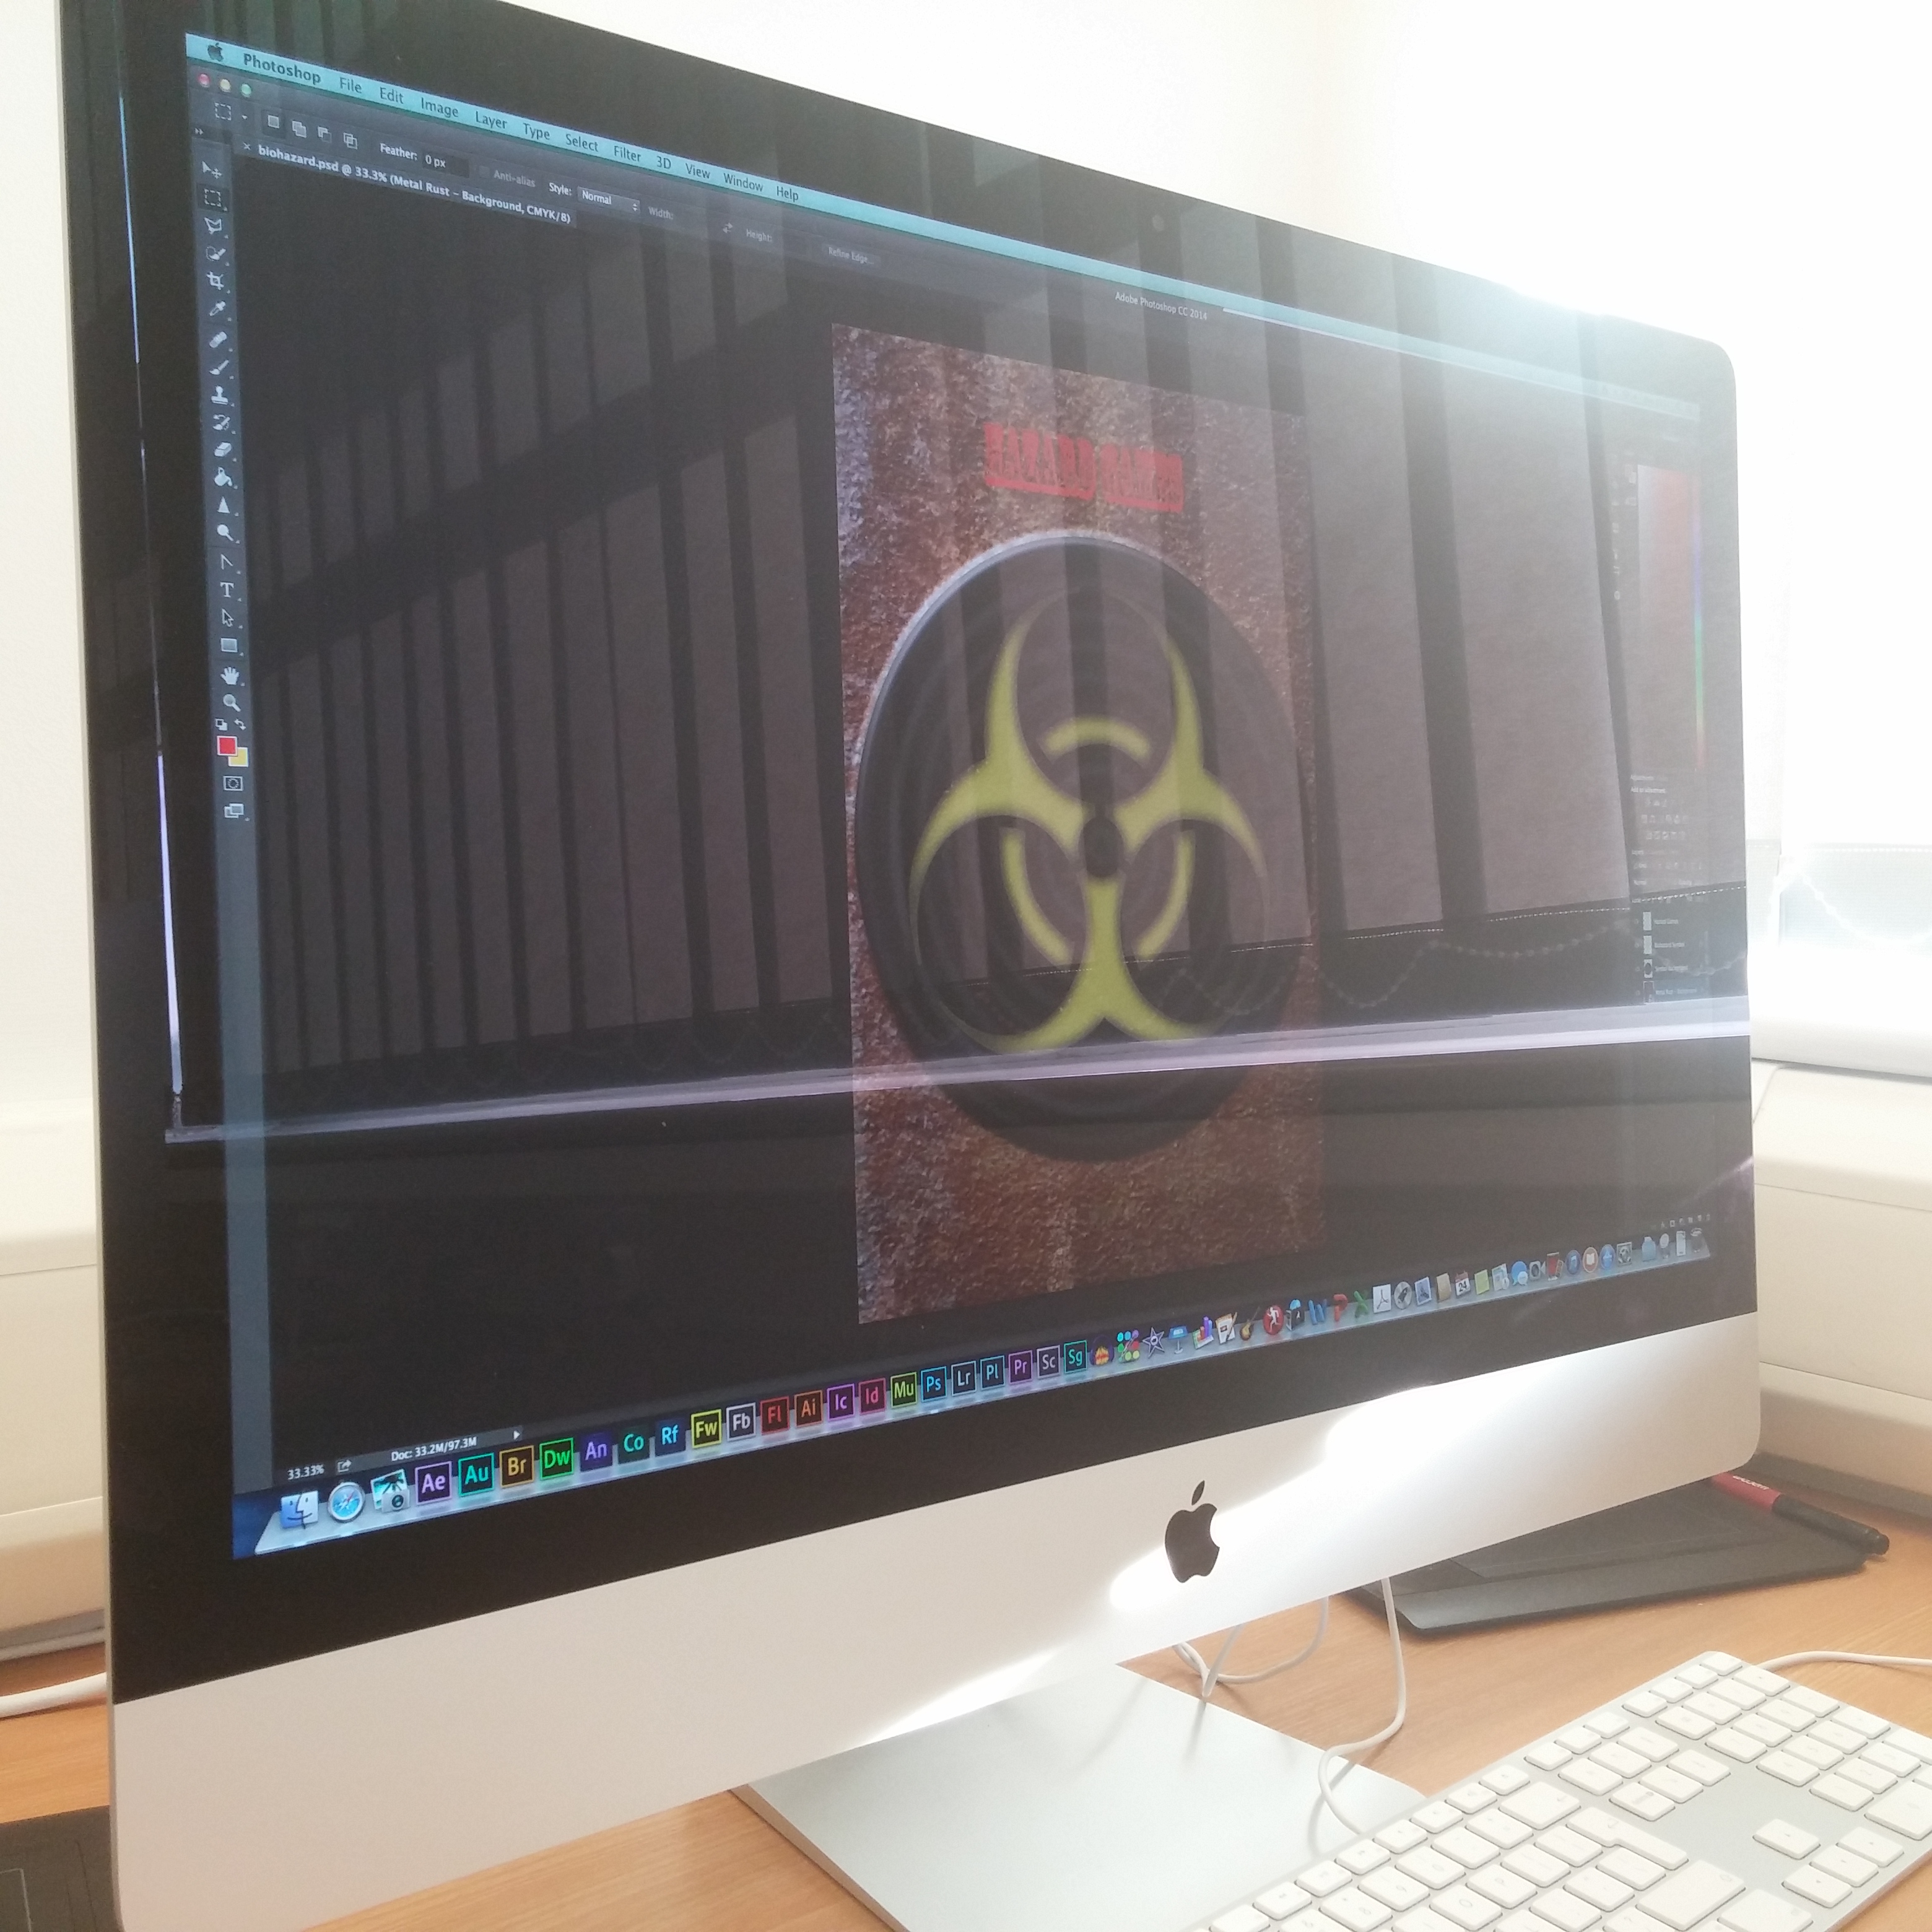 Photoshop File Edit Image Layer Type Select Filter 3D View Window Help
Feather: 0 px Anti-alias Style: Normal Width: Height: Refine Edge...
biohazard.psd @ 33.3% (Metal Rust - Background, CMYK/8)
Adobe Photoshop CC 2014
HAZARD GAMES
T
33.33% Doc: 33.2M/97.3M
Ae Au Br Dw An Co Rf Fw Fb Fl Ai Ic Id Mu Ps Lr Pl Pr Sc Sg
24